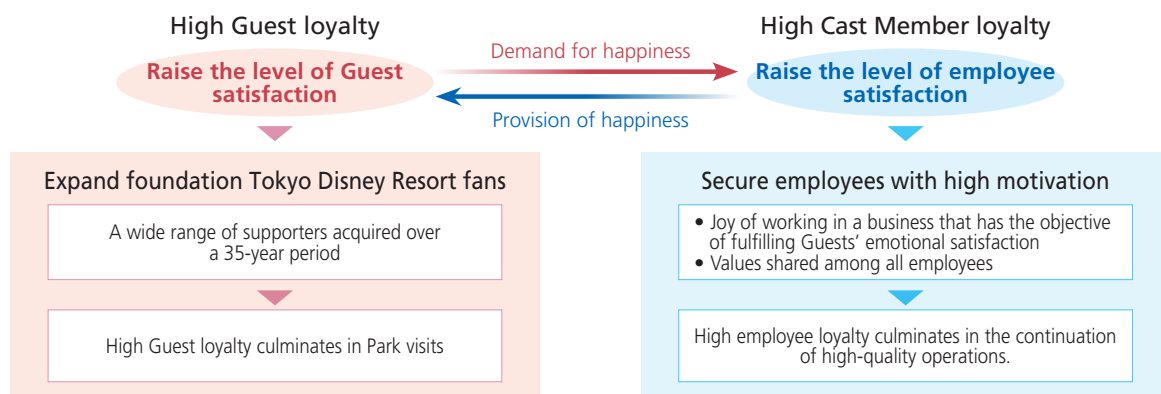 High Guest loyalty
Raise the level of Guest
satisfaction
Demand for happiness
Provision of happiness
High Cast Member loyalty
Raise the level of employee
satisfaction
Expand foundation Tokyo Disney Resort fans
A wide range of supporters acquired over
a 35-year period
High Guest loyalty culminates in Park visits
Secure employees with high motivation
• Joy of working in a business that has the objective
of fulfilling Guests’ emotional satisfaction
• Values shared among all employees
High employee loyalty culminates in the continuation
of high-quality operations.